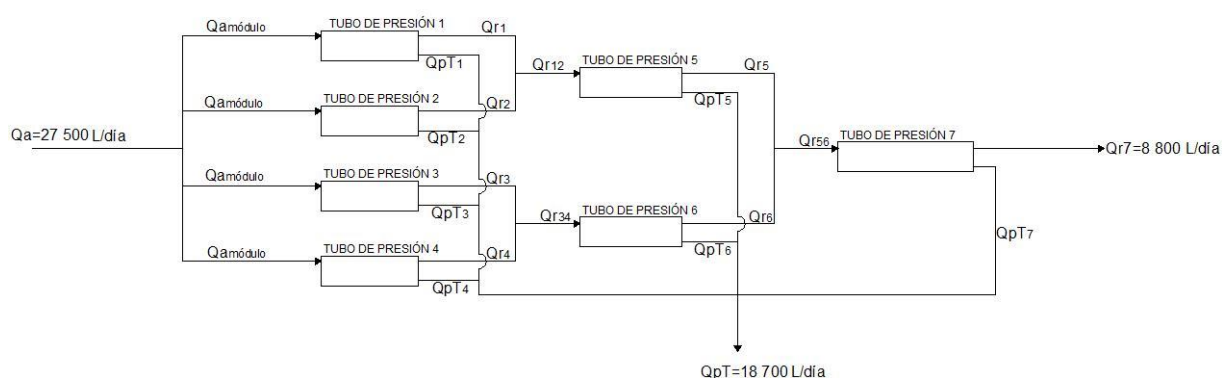 Qamódulo
TUBO DE PRESIÓN 1
Qr1
QpT1
Qr12
TUBO DE PRESIÓN 5
Qr5
QpT5
Qamódulo
TUBO DE PRESIÓN 2
Qr2
QpT2
Qa=27 500 L/día
Qr56
TUBO DE PRESIÓN 7
Qr7=8 800 L/día
Qamódulo
TUBO DE PRESIÓN 3
Qr3
QpT3
Qr34
TUBO DE PRESIÓN 6
Qr6
QpT6
QpT7
Qamódulo
TUBO DE PRESIÓN 4
Qr4
QpT4
QpT=18 700 L/día